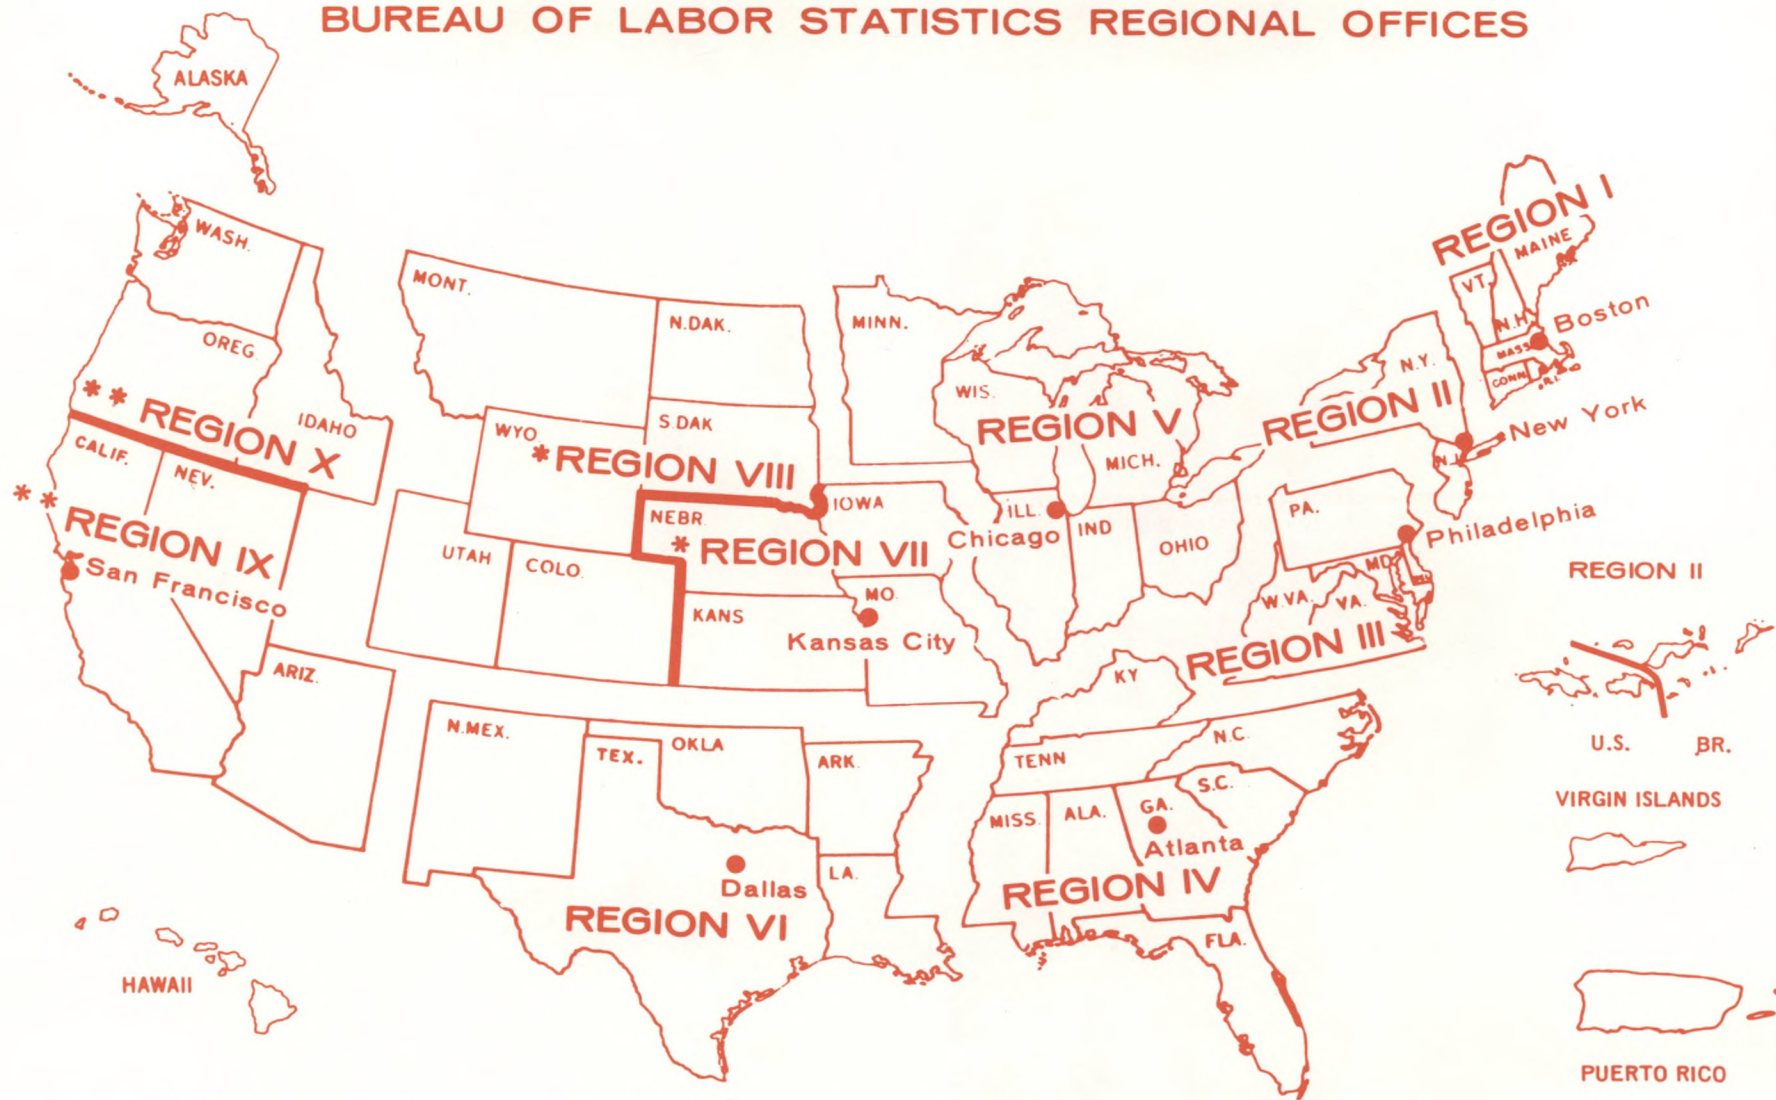 BUREAU OF LABOR STATISTICS REGIONAL OFFICES
ALASKA
WASH.
OREG.
IDAHO
** REGION X
MONT.
WYO.
N.DAK.
S.DAK
* REGION VIII
UTAH
COLO.
CALIF.
NEV.
**
REGION IX
San Francisco
ARIZ.
HAWAII
NEBR.
IOWA
* REGION VII
KANS
MO.
Kansas City
N.MEX.
TEX.
OKLA
ARK.
LA.
Dallas
REGION VI
MINN.
WIS.
REGION V
MICH.
ILL.
Chicago
IND
OHIO
KY
TENN
N.C.
S.C.
MISS.
ALA.
GA.
Atlanta
REGION IV
FLA.
REGION I
MAINE
VT.
N.H.
MASS
CONN.
R.I.
Boston
N.Y.
REGION II
New York
N.J.
PA.
Philadelphia
MD.
W.VA.
VA.
REGION III
REGION II
U.S. BR.
VIRGIN ISLANDS
PUERTO RICO